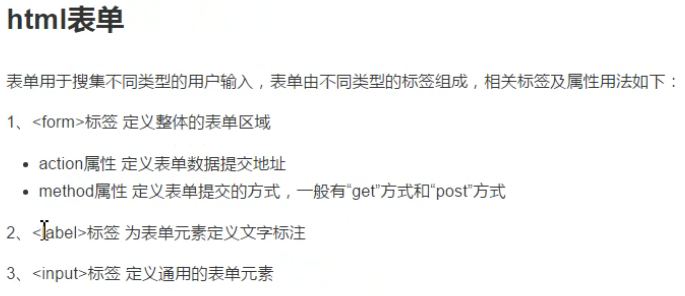 html表单
表单用于搜集不同类型的用户输入，表单由不同类型的标签组成，相关标签及属性用法如下：
1、<form>标签 定义整体的表单区域
• action属性 定义表单数据提交地址
• method属性 定义表单提交的方式，一般有“get”方式和“post”方式
2、<label>标签 为表单元素定义文字标注
3、<input>标签 定义通用的表单元素